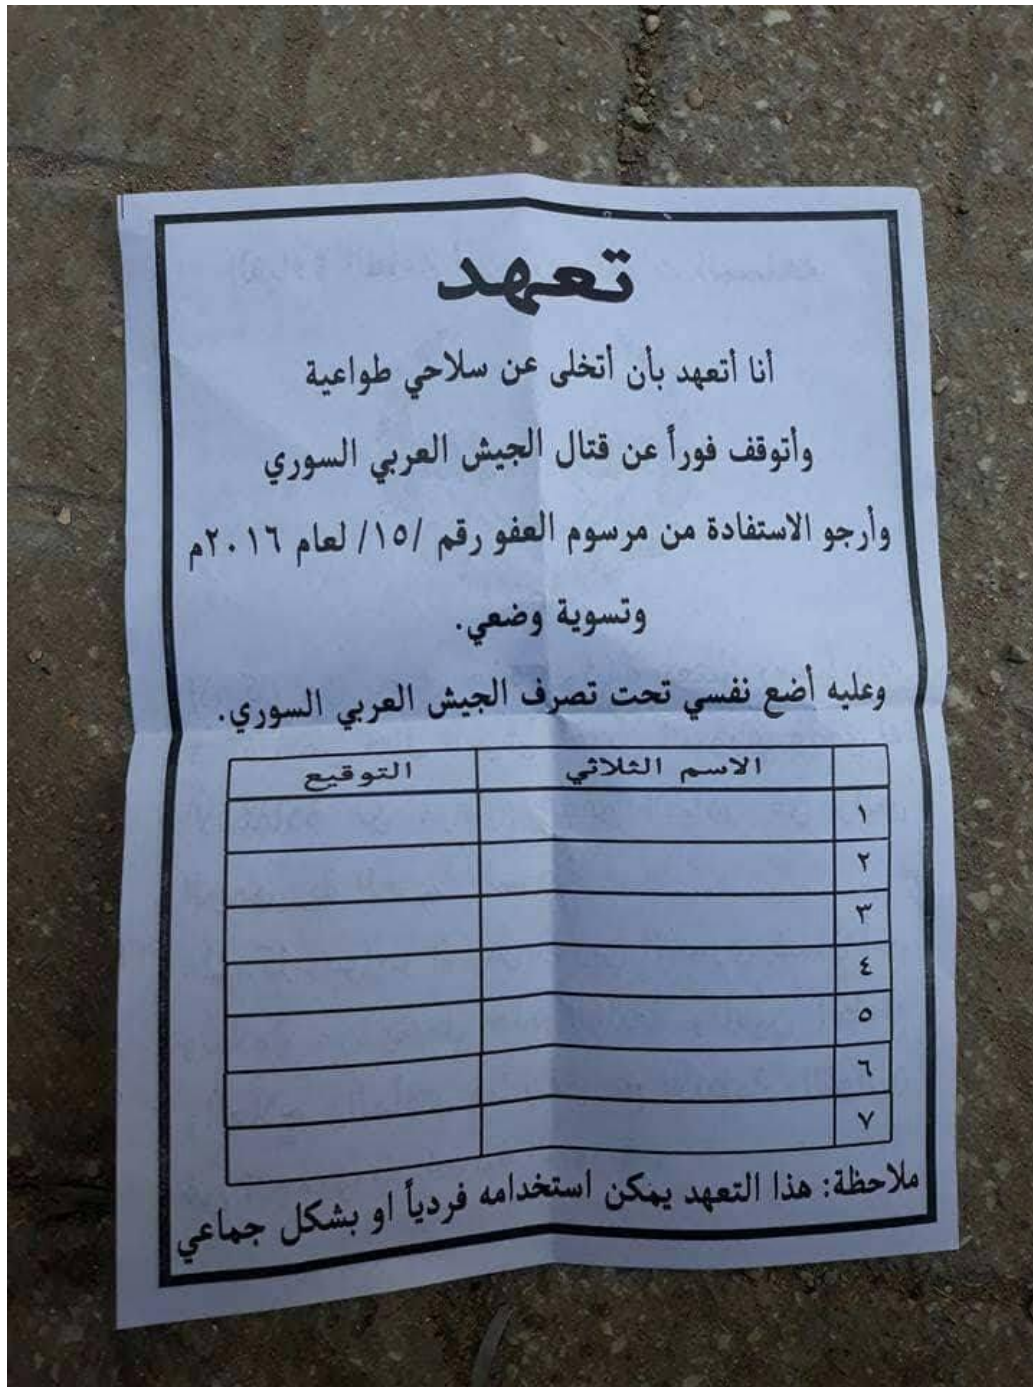 تعهد
أنا أتعهد بأن أتخلى عن سلاحي طواعية
وأتوقف فوراً عن قتال الجيش العربي السوري
وأرجو الاستفادة من مرسوم العفو رقم /١٥/ لعام ٢٠١٦م
وتسوية وضعي.
وعليه أضع نفسي تحت تصرف الجيش العربي السوري.
الاسم الثلاثي التوقيع
١
٢
٣
٤
٥
٦
٧
ملاحظة: هذا التعهد يمكن استخدامه فردياً او بشكل جماعي